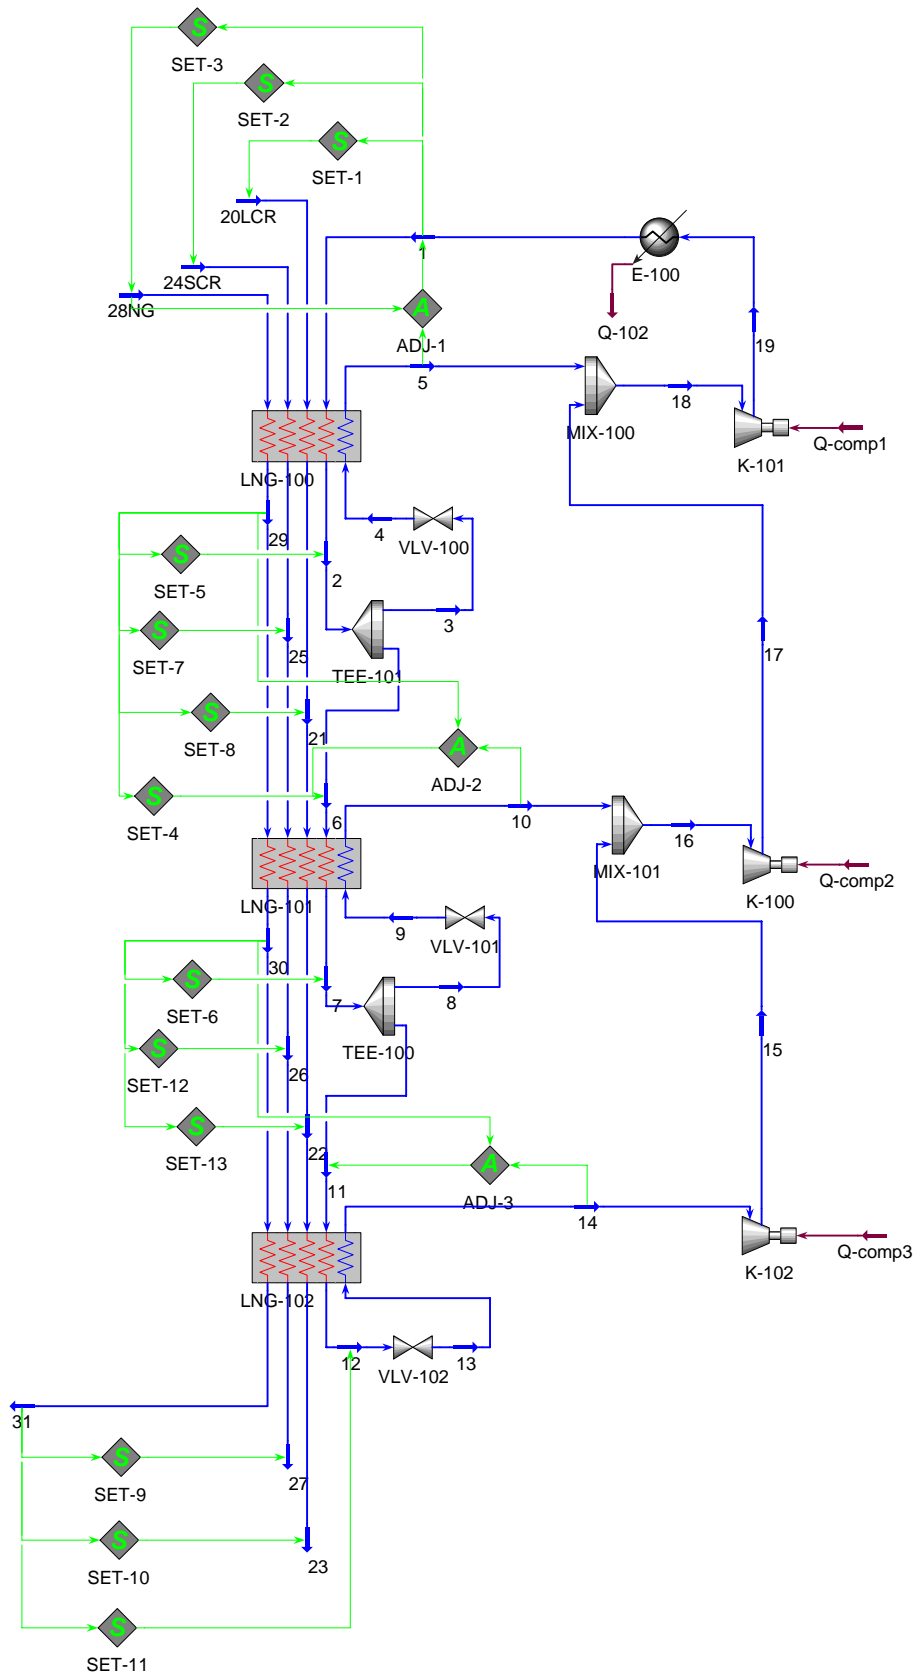 S
SET-3
S
SET-2
S
SET-1
20LCR
1
E-100
24SCR
28NG
A
ADJ-1
Q-102
19
5
MIX-100
18
K-101
Q-comp1
LNG-100
29
4
VLV-100
S
SET-5
2
3
S
SET-7
25
TEE-101
17
S
SET-8
21
A
ADJ-2
S
SET-4
6
10
MIX-101
16
K-100
Q-comp2
LNG-101
30
9
VLV-101
S
SET-6
7
8
TEE-100
15
S
SET-12
26
S
SET-13
22
A
ADJ-3
11
14
K-102
Q-comp3
LNG-102
12
VLV-102
13
31
S
SET-9
27
S
SET-10
23
S
SET-11